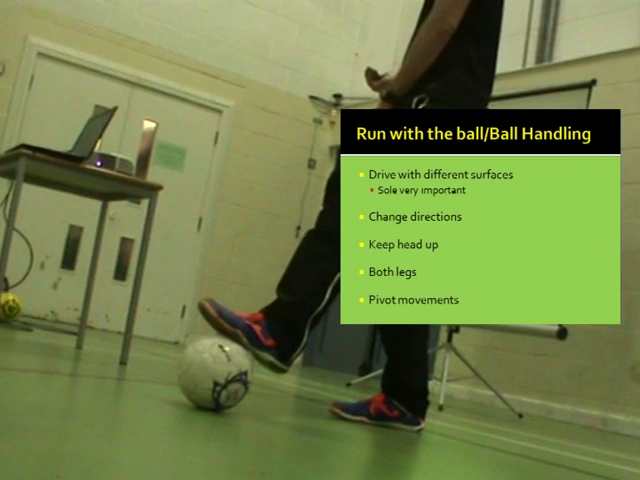 Run with the ball/Ball Handling
Drive with different surfaces
Sole very important
Change directions
Keep head up
Both legs
Pivot movements